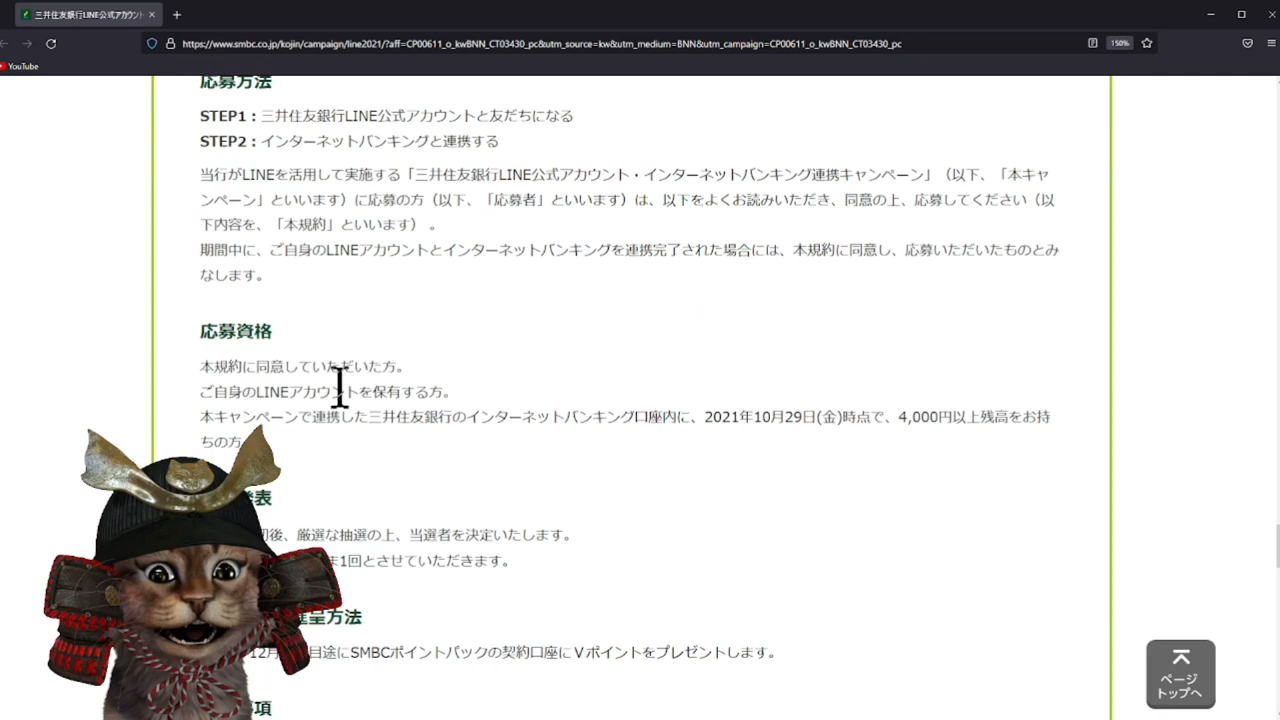 三井住友銀行LINE公式アカウント
https://www.smbc.co.jp/kojin/campaign/line2021/?aff=CP00611_o_kwBNN_CT03430_pc&utm_source=kw&utm_medium=BNN&utm_campaign=CP00611_o_kwBNN_CT03430_pc
150%
YouTube
応募方法
STEP1：三井住友銀行LINE公式アカウントと友だちになる
STEP2：インターネットバンキングと連携する
当行がLINEを活用して実施する「三井住友銀行LINE公式アカウント・インターネットバンキング連携キャンペーン」（以下、「本キャ
ンペーン」といいます）に応募の方（以下、「応募者」といいます）は、以下をよくお読みいただき、同意の上、応募してください（以
下内容を、「本規約」といいます）。
期間中に、ご自身のLINEアカウントとインターネットバンキングを連携完了された場合には、本規約に同意し、応募いただいたものとみ
なします。
応募資格
本規約に同意していただいた方。
ご自身のLINEアカウントを保有する方。
本キャンペーンで連携した三井住友銀行のインターネットバンキング口座内に、2021年10月29日(金)時点で、4,000円以上残高をお持
ちの方
表
切後、厳選な抽選の上、当選者を決定いたします。
ま1回とさせていただきます。
進呈方法
12月 目途にSMBCポイントパックの契約口座にＶポイントをプレゼントします。
項
ページ
トップへ